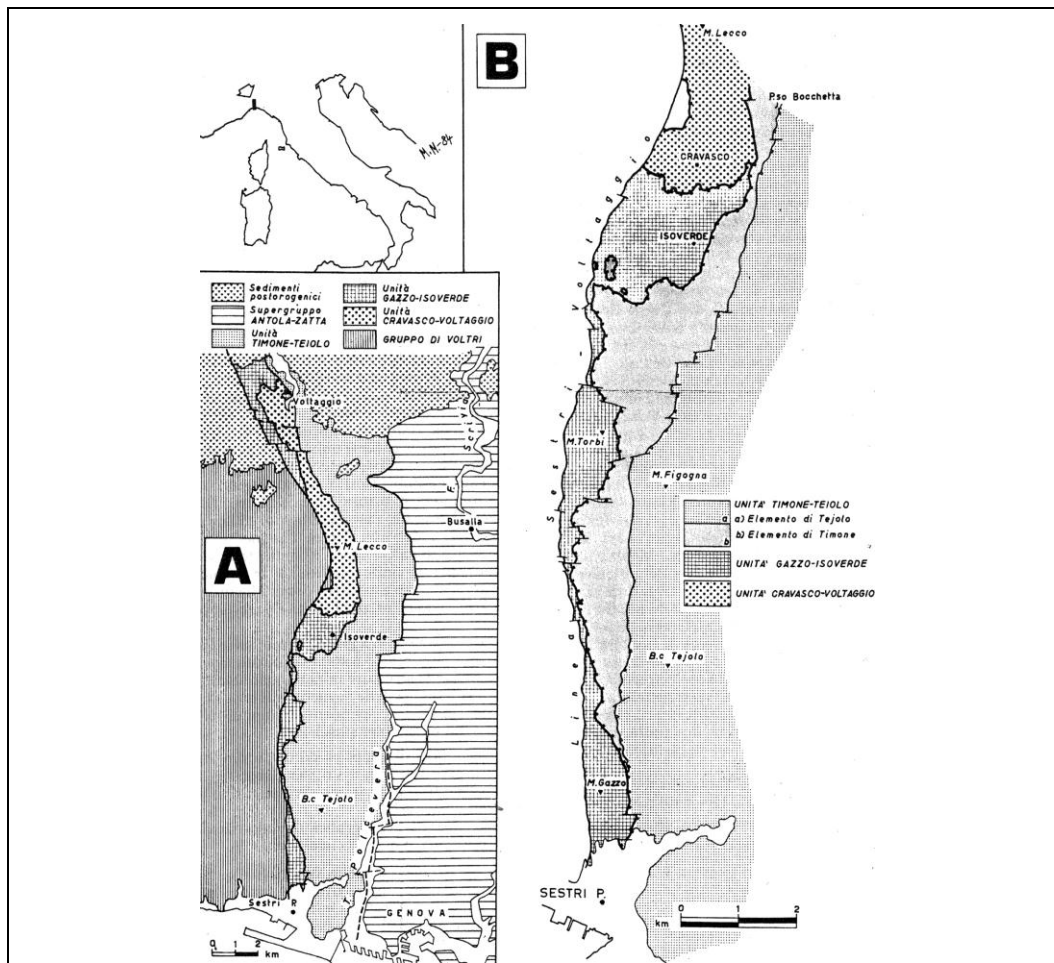 M.N-84
Sedimenti
postorogenici
Supergruppo
ANTOLA-ZATTA
Unità
TIMONE-TEIOLO
Unità
GAZZO-ISOVERDE
Unità
CRAVASCO-VOLTAGGIO
GRUPPO DI VOLTRI
Voltaggio
F. Scrivia
Busalla
A
M. Lecco
Isoverde
B.c Tejolo
T. Polcevera
Sestri P.
GENOVA
0 1 2
km
B
M. Lecco
P.so Bocchetta
CRAVASCO
ISOVERDE
Linea Sestri-Voltaggio
M. Torbi
M. Figogna
UNITA' TIMONE-TEIOLO
a a) Elemento di Tejolo
b b) Elemento di Timone
UNITA' GAZZO-ISOVERDE
UNITA' CRAVASCO-VOLTAGGIO
B.c Tejolo
M. Gazzo
SESTRI P.
0 1 2
km